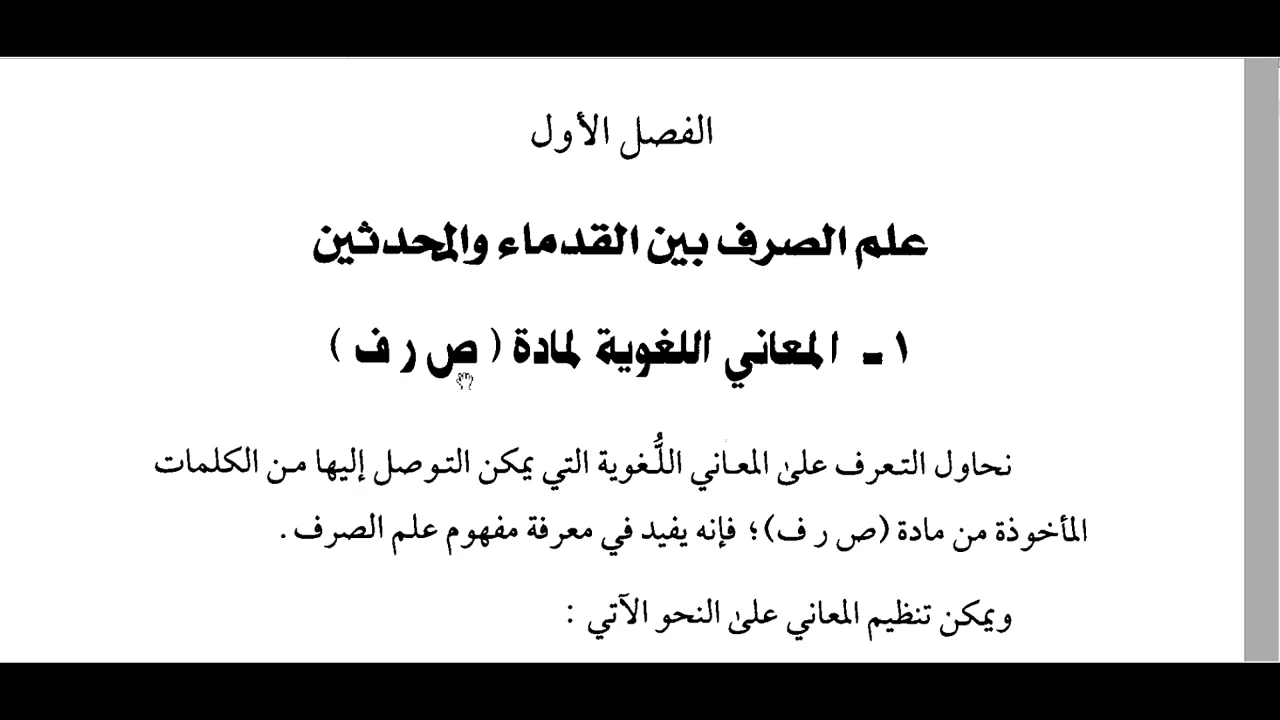 الفصل الأول
علم الصرف بين القدماء والمحدثين
١ ـ المعاني اللغوية لمادة ( ص ر ف )
نحاول التعرف علىٰ المعاني اللُّغوية التي يمكن التوصل إليها من الكلمات
المأخوذة من مادة (ص ر ف)؛ فإنه يفيد في معرفة مفهوم علم الصرف .
ويمكن تنظيم المعاني علىٰ النحو الآتي :